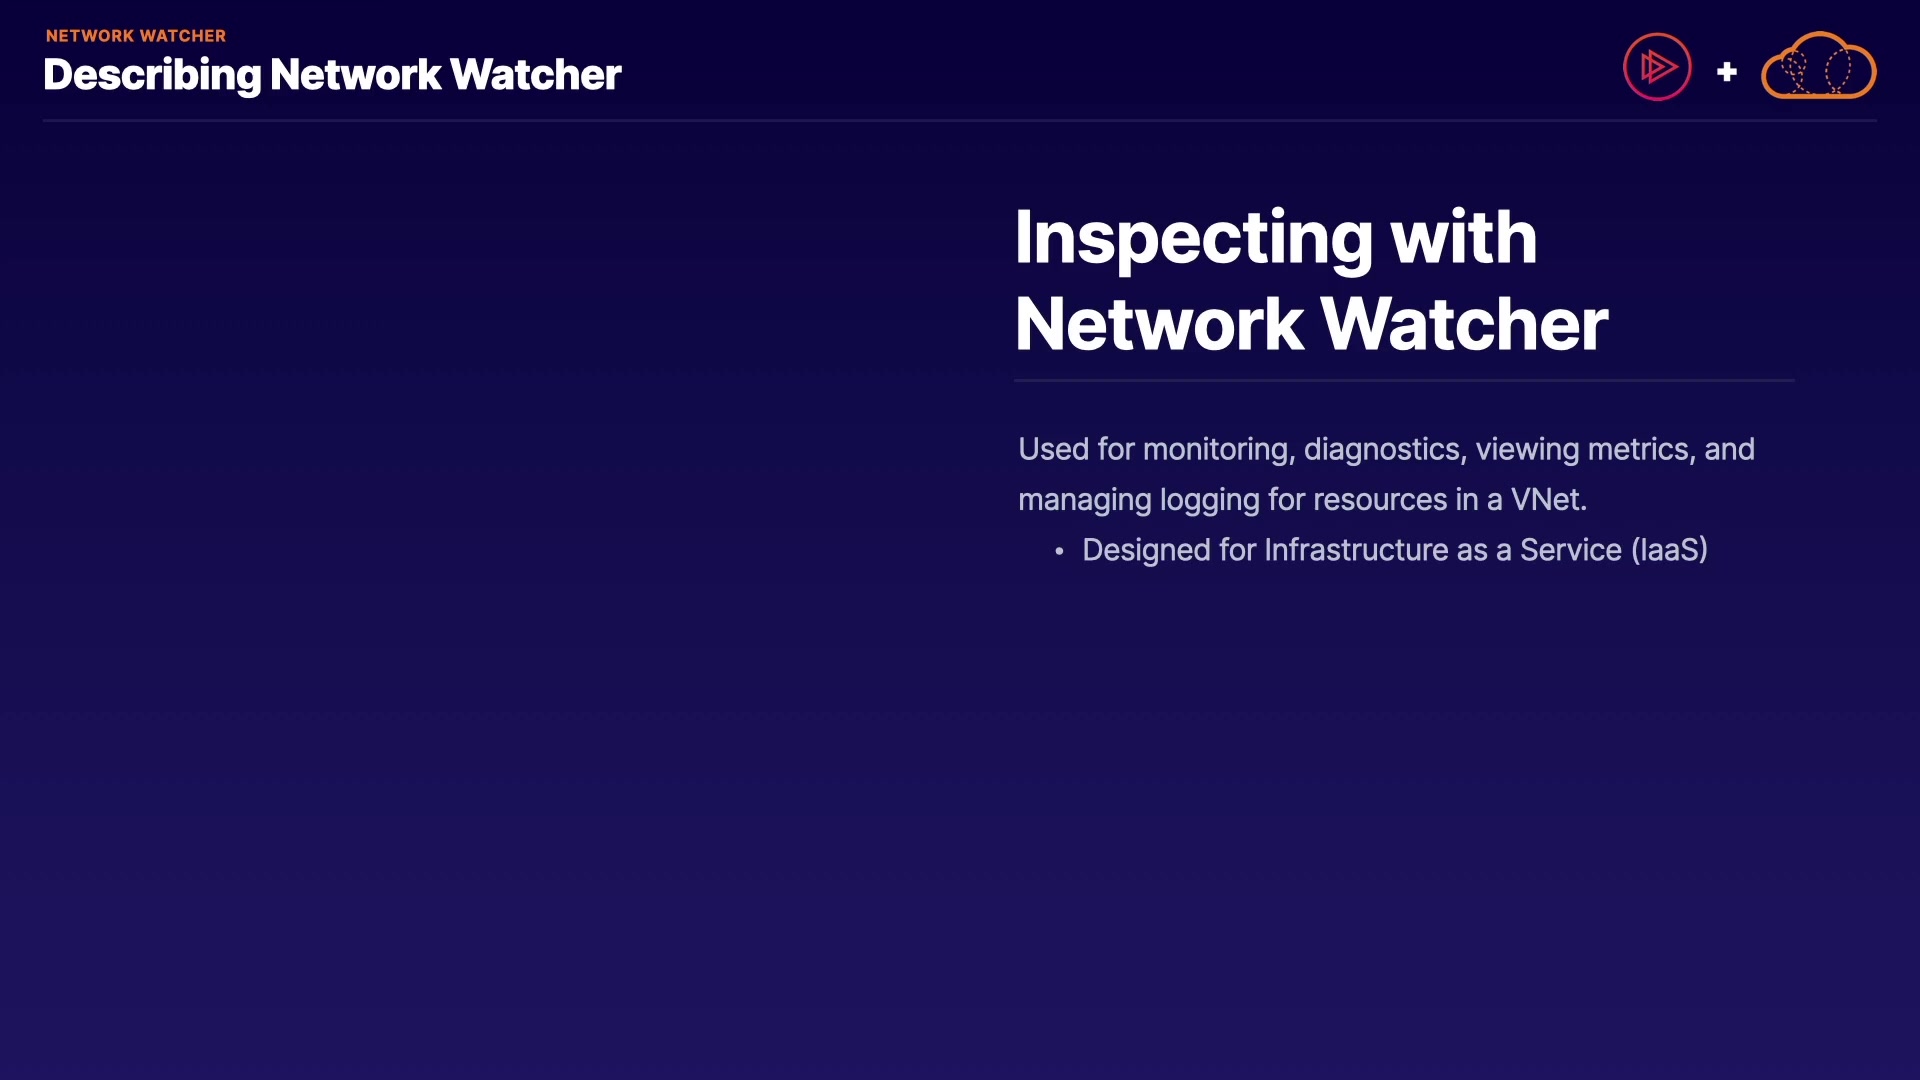 NETWORK WATCHER
Describing Network Watcher
+
Inspecting with
Network Watcher
Used for monitoring, diagnostics, viewing metrics, and
managing logging for resources in a VNet.
• Designed for Infrastructure as a Service (IaaS)